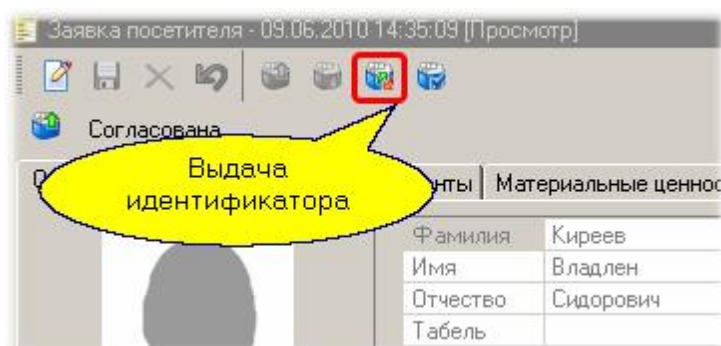 Заявка посетителя - 09.06.2010 14:35:09 [Просмотр]
Согласована
Выдача
идентификатора
Материальные ценнос
Фамилия Киреев
Имя Владлен
Отчество Сидорович
Табель